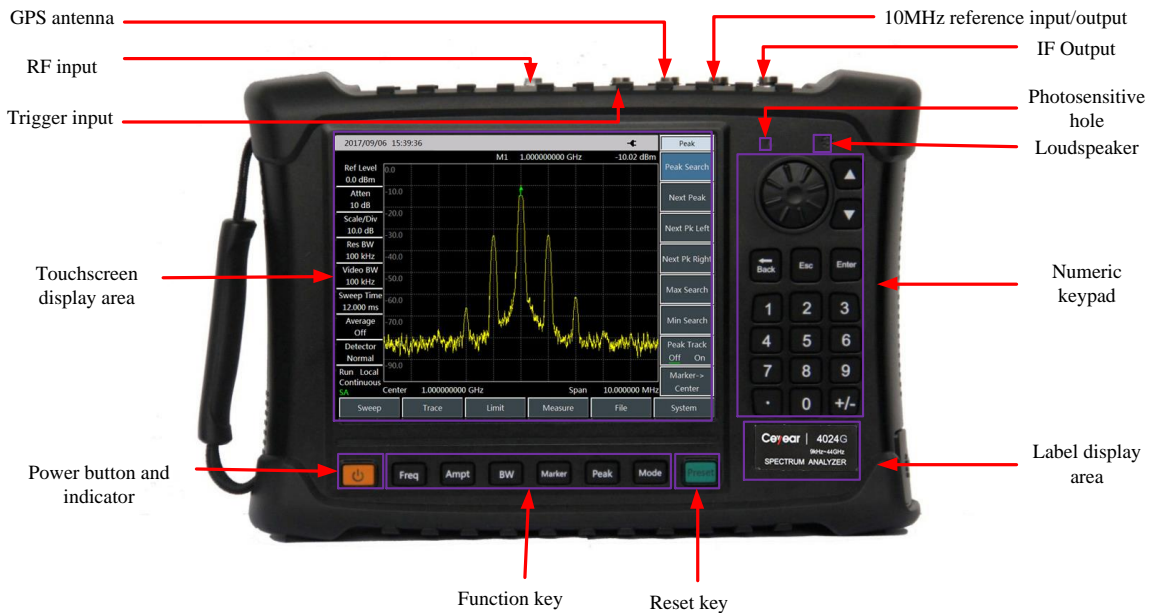 GPS antenna
10MHz reference input/output
RF input
IF Output
Trigger input
Photosensitive
hole
Loudspeaker
2017/09/06 15:39:36
Peak
M1 1.000000000 GHz -10.02 dBm
Ref Level
0.0 dBm
Atten
10 dB
Scale/Div
10.0 dB
Res BW
100 kHz
Video BW
100 kHz
Sweep Time
12.000 ms
Average
Off
Detector
Normal
Run Local
Continuous
SA
0.0
-10.0
-20.0
-30.0
-40.0
-50.0
-60.0
-70.0
-90.0
Center 1.000000000 GHz Span 10.000000 MHz
Peak Search
Next Peak
Next Pk Left
Next Pk Right
Max Search
Min Search
Peak Track
Off On
Marker->
Center
Sweep Trace Limit Measure File System
Touchscreen
display area
Back Esc Enter
1 2 3
4 5 6
7 8 9
. 0 +/-
Numeric
keypad
Ceyear 4024G
9kHz~44GHz
SPECTRUM ANALYZER
Label display
area
Power button and
indicator
Freq Ampt BW Marker Peak Mode Preset
Function key
Reset key